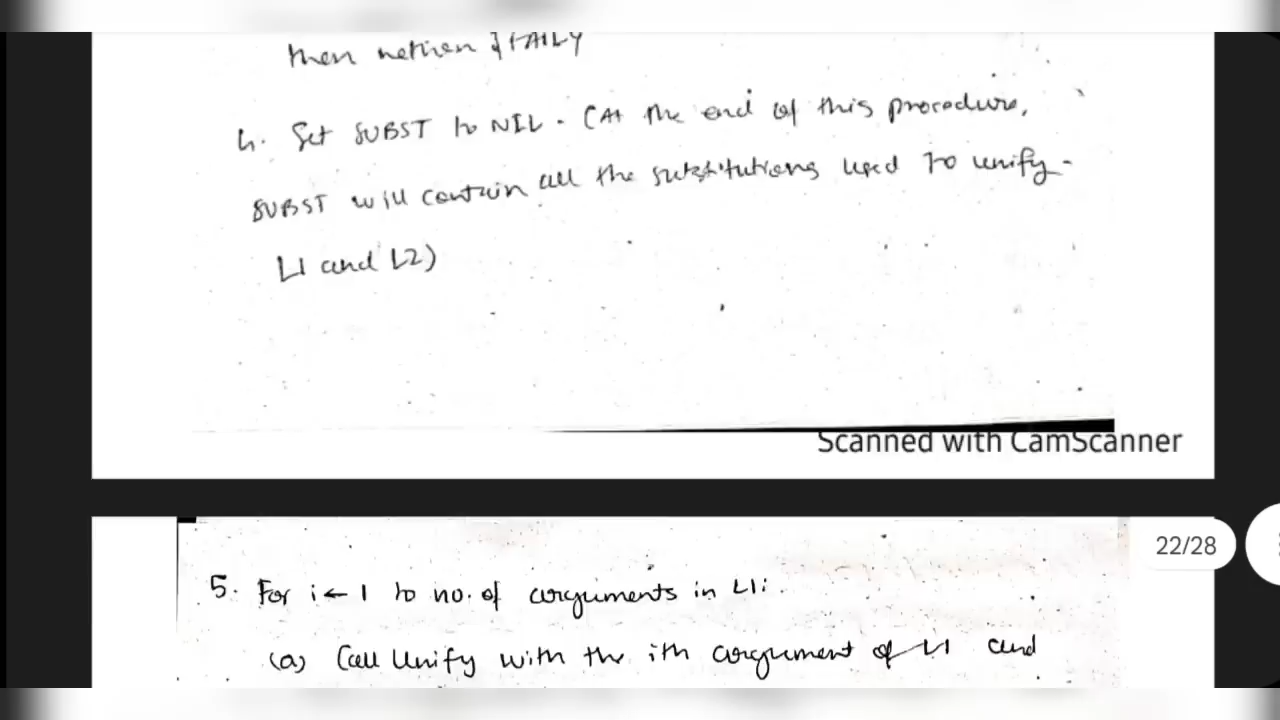 then return {FAIL}
4. Set SUBST to NIL. (At the end of this procedure,
SUBST will contain all the substitutions used to unify
L1 and L2)
Scanned with CamScanner
22/28
5. For i ← 1 to no. of arguments in L1:
(a) Call Unify with the ith argument of L1 and